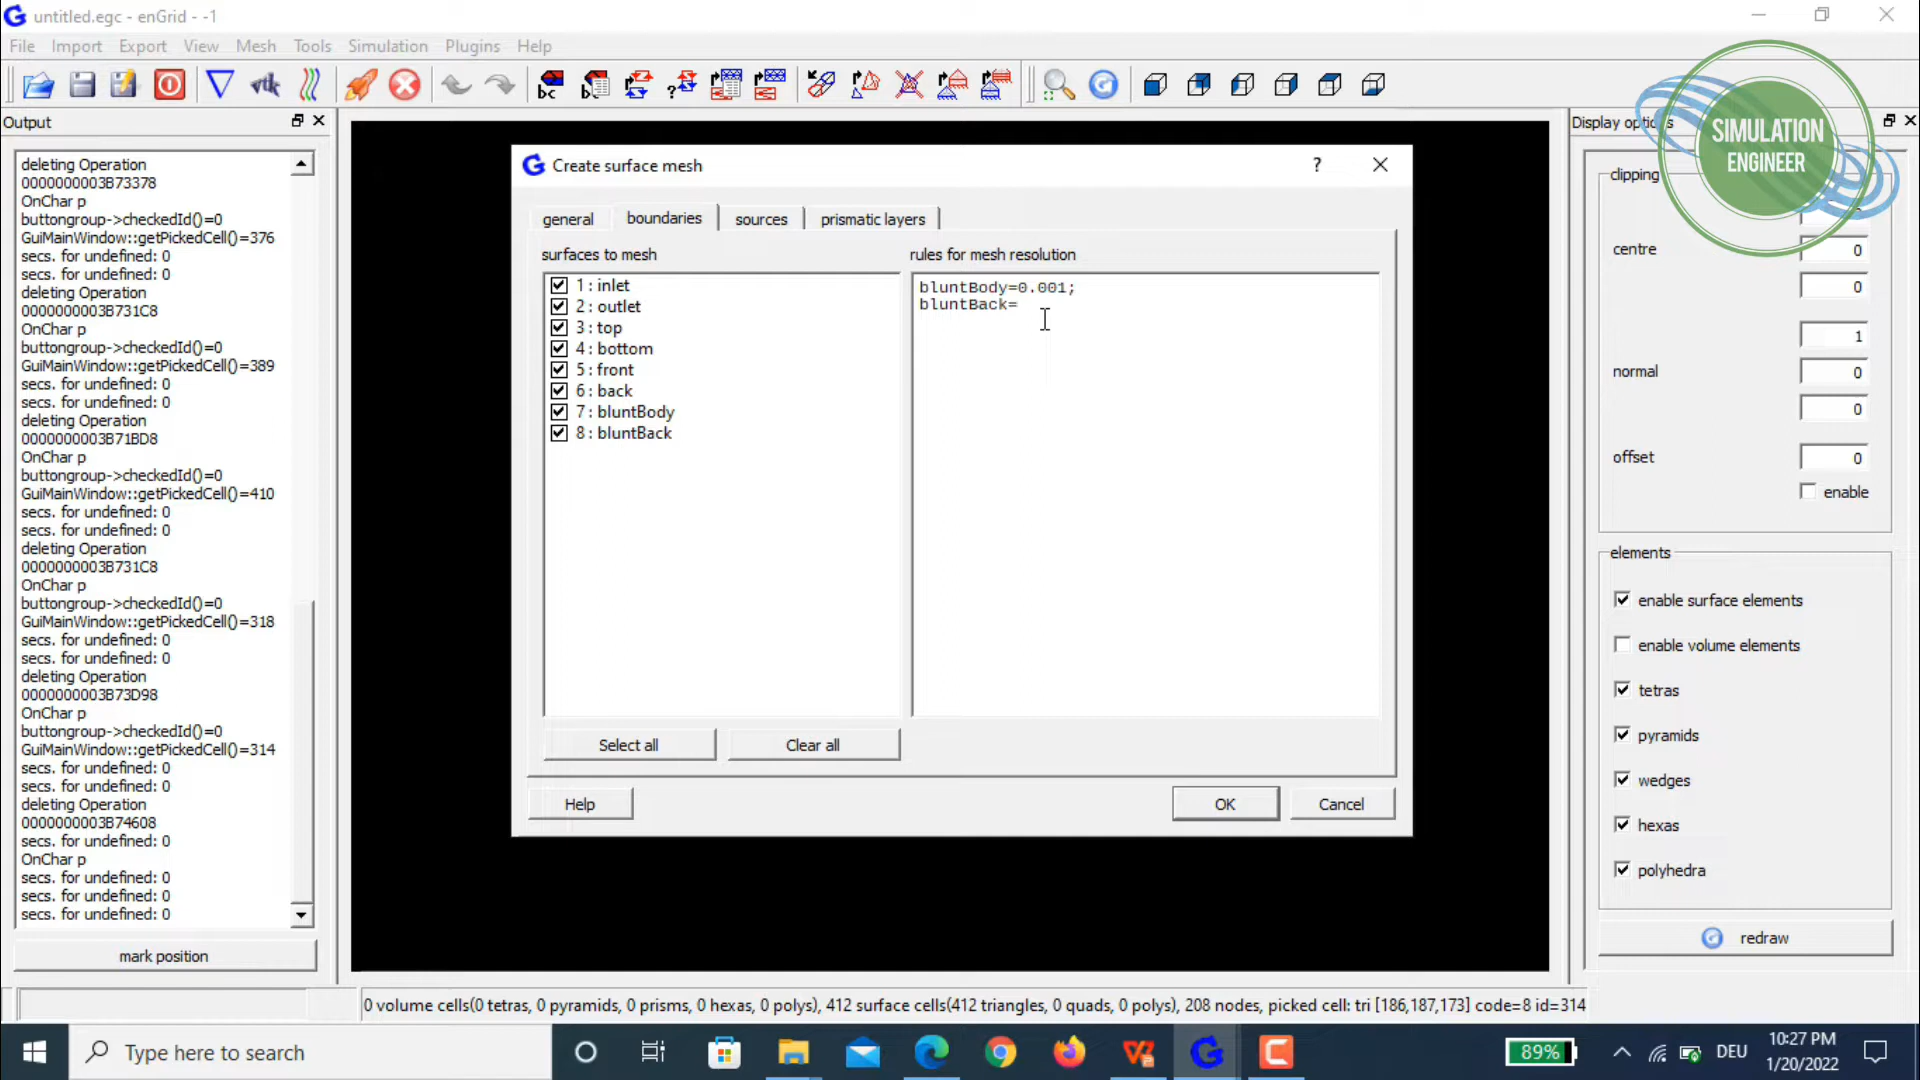 untitled.egc - enGrid - -1
File Import Export View Mesh Tools Simulation Plugins Help
vtk bc
Output
deleting Operation
0000000003B73378
OnChar p
buttongroup->checkedId()=0
GuiMainWindow::getPickedCell()=376
secs. for undefined: 0
secs. for undefined: 0
deleting Operation
0000000003B731C8
OnChar p
buttongroup->checkedId()=0
GuiMainWindow::getPickedCell()=389
secs. for undefined: 0
secs. for undefined: 0
deleting Operation
0000000003B71BD8
OnChar p
buttongroup->checkedId()=0
GuiMainWindow::getPickedCell()=410
secs. for undefined: 0
secs. for undefined: 0
deleting Operation
0000000003B731C8
OnChar p
buttongroup->checkedId()=0
GuiMainWindow::getPickedCell()=318
secs. for undefined: 0
secs. for undefined: 0
deleting Operation
0000000003B73D98
OnChar p
buttongroup->checkedId()=0
GuiMainWindow::getPickedCell()=314
secs. for undefined: 0
secs. for undefined: 0
deleting Operation
0000000003B74608
secs. for undefined: 0
OnChar p
secs. for undefined: 0
secs. for undefined: 0
secs. for undefined: 0
mark position
Create surface mesh
general boundaries sources prismatic layers
surfaces to mesh
1 : inlet
2 : outlet
3 : top
4 : bottom
5 : front
6 : back
7 : bluntBody
8 : bluntBack
Select all Clear all
rules for mesh resolution
bluntBody=0.001;
bluntBack=
Help OK Cancel
Display options
SIMULATION
ENGINEER
clipping
centre 0
0
1
normal 0
0
offset 0
enable
elements
enable surface elements
enable volume elements
tetras
pyramids
wedges
hexas
polyhedra
redraw
0 volume cells(0 tetras, 0 pyramids, 0 prisms, 0 hexas, 0 polys), 412 surface cells(412 triangles, 0 quads, 0 polys), 208 nodes, picked cell: tri [186,187,173] code=8 id=314
Type here to search
89%
DEU
10:27 PM
1/20/2022